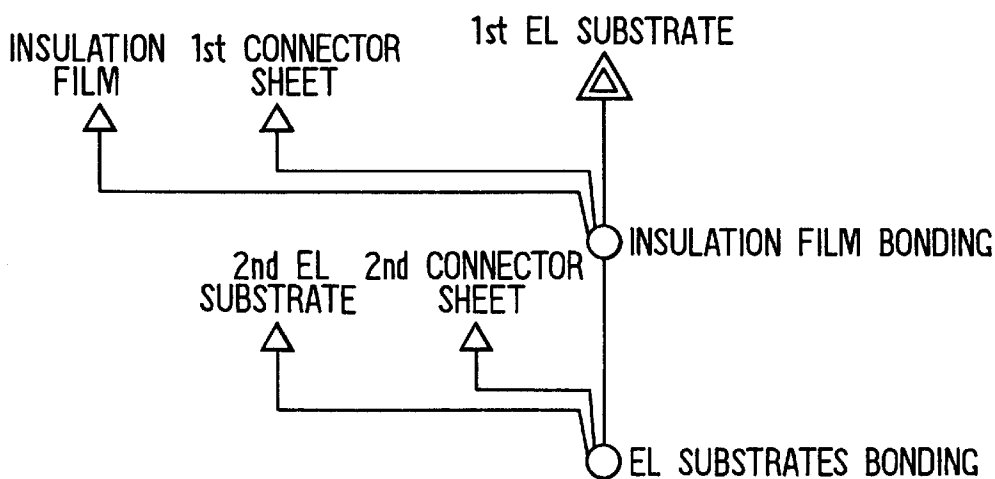 1st EL SUBSTRATE
INSULATION
FILM
1st CONNECTOR
SHEET
INSULATION FILM BONDING
2nd EL
SUBSTRATE
2nd CONNECTOR
SHEET
EL SUBSTRATES BONDING